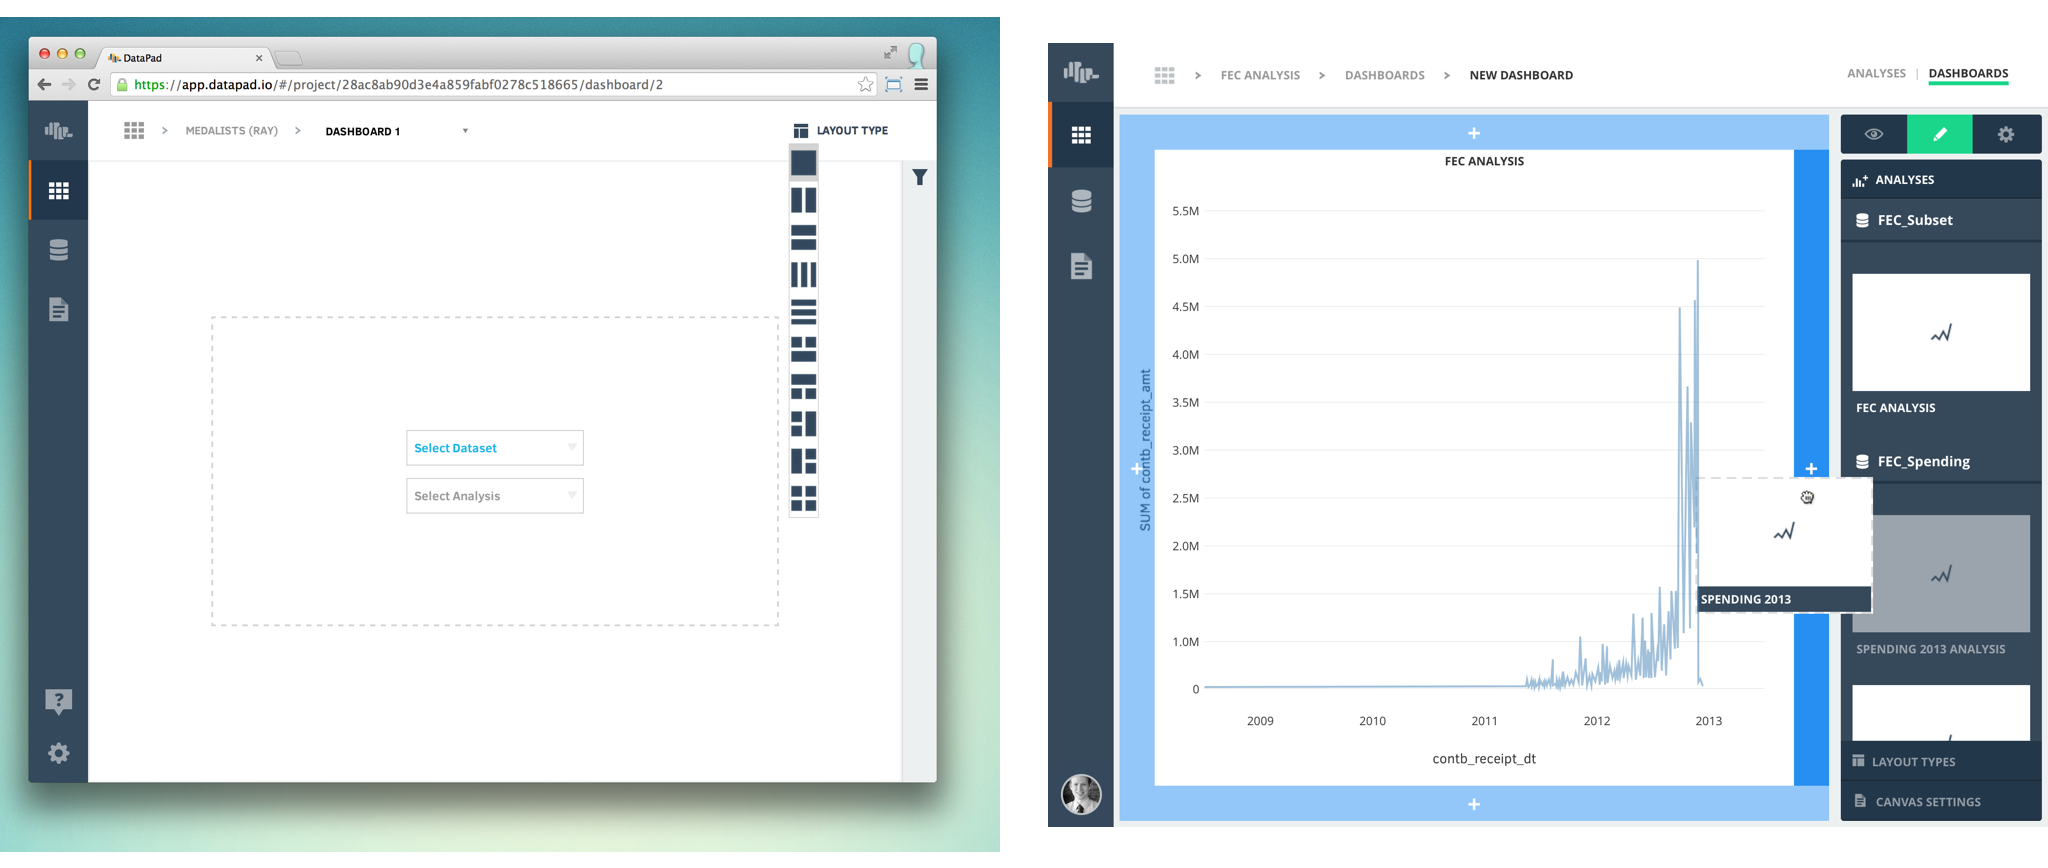 DataPad
https://app.datapad.io/#/project/28ac8ab90d3e4a859fabf0278c518665/dashboard/2
MEDALISTS (RAY) > DASHBOARD 1
LAYOUT TYPE
Select Dataset
Select Analysis
?
> FEC ANALYSIS > DASHBOARDS > NEW DASHBOARD
ANALYSES | DASHBOARDS
FEC ANALYSIS
5.5M
5.0M
4.5M
4.0M
3.5M
3.0M
2.5M
2.0M
1.5M
1.0M
0
SUM of contb_receipt_amt
2009 2010 2011 2012 2013
contb_receipt_dt
SPENDING 2013
ANALYSES
FEC_Subset
FEC ANALYSIS
FEC_Spending
SPENDING 2013 ANALYSIS
LAYOUT TYPES
CANVAS SETTINGS